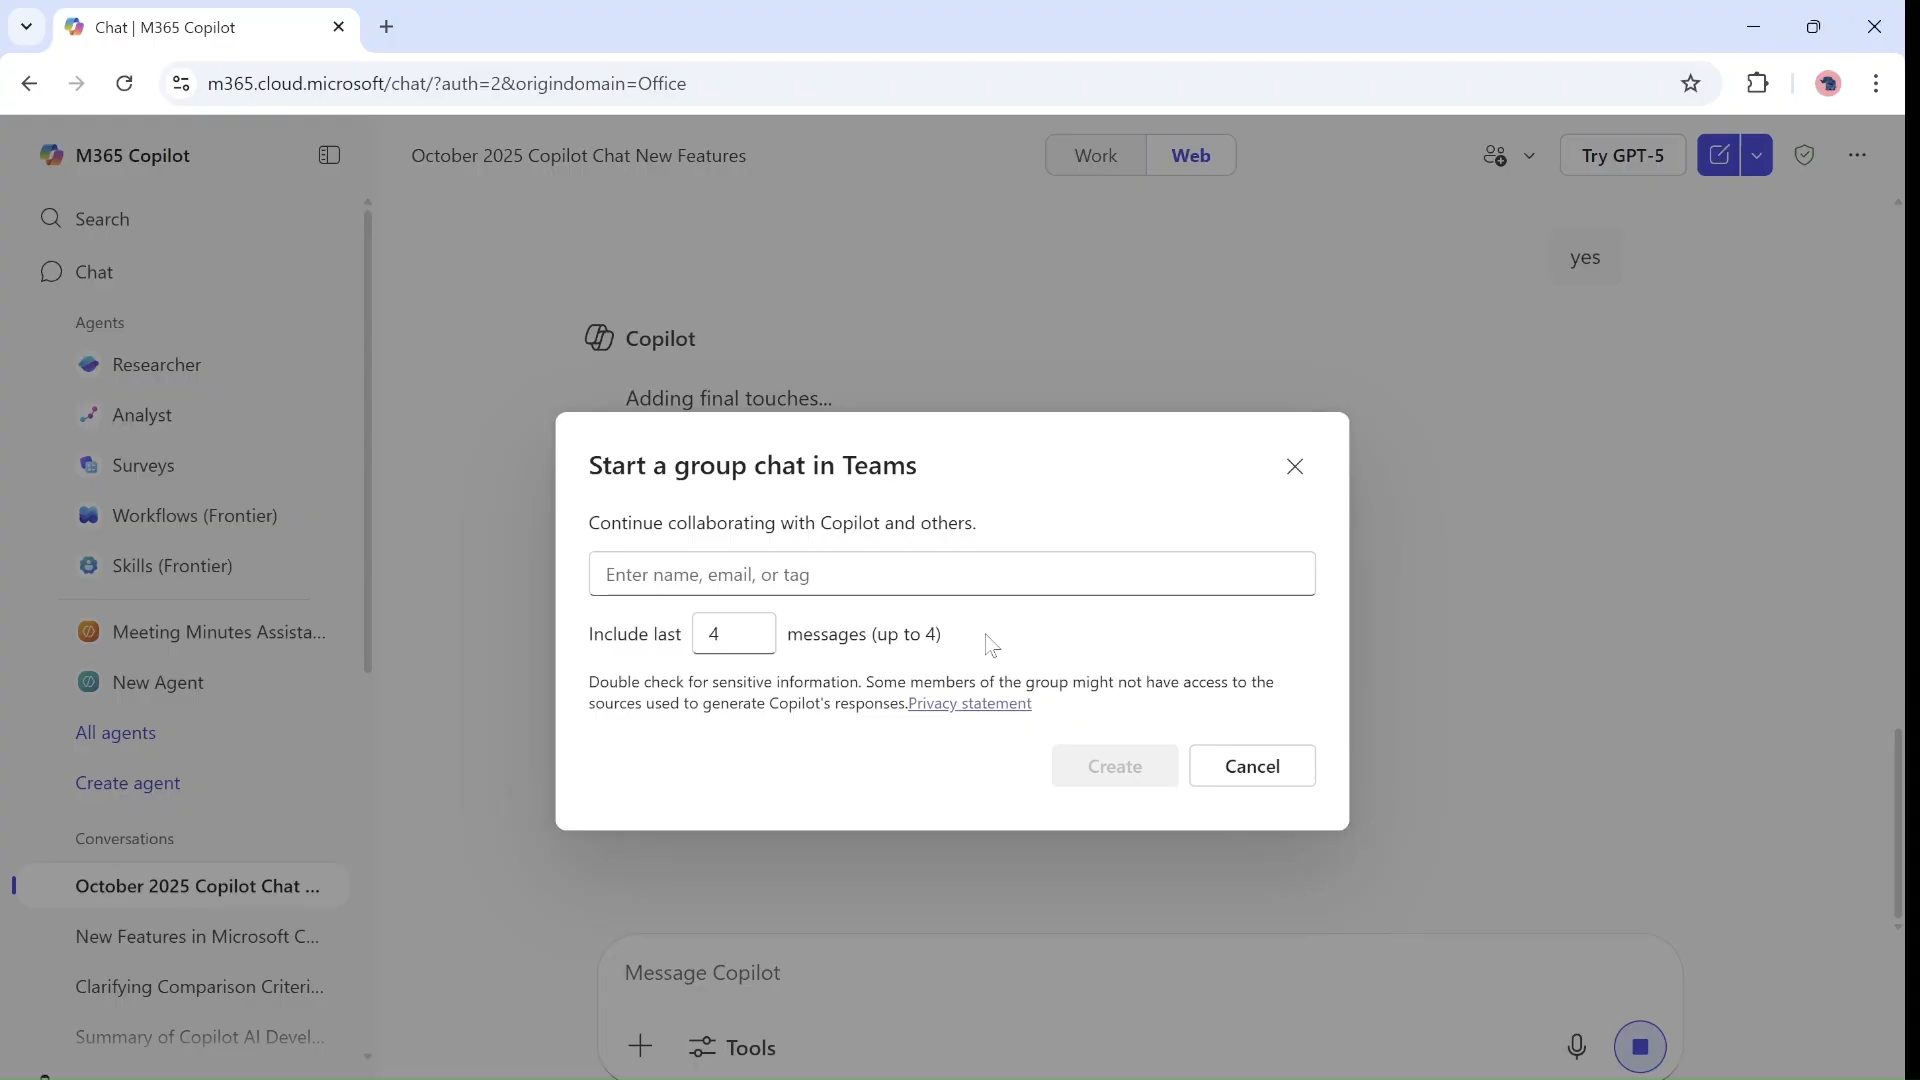 Chat | M365 Copilot
m365.cloud.microsoft/chat/?auth=2&origindomain=Office
M365 Copilot
October 2025 Copilot Chat New Features
Work
Web
Try GPT-5
Search
Chat
Agents
Researcher
Analyst
Surveys
Workflows (Frontier)
Skills (Frontier)
Meeting Minutes Assista...
New Agent
All agents
Create agent
Conversations
October 2025 Copilot Chat ...
New Features in Microsoft C...
Clarifying Comparison Criteri...
Summary of Copilot AI Devel...
yes
Copilot
Adding final touches...
Start a group chat in Teams
Continue collaborating with Copilot and others.
Enter name, email, or tag
Include last 4 messages (up to 4)
Double check for sensitive information. Some members of the group might not have access to the
sources used to generate Copilot's responses.Privacy statement
Create
Cancel
Message Copilot
Tools